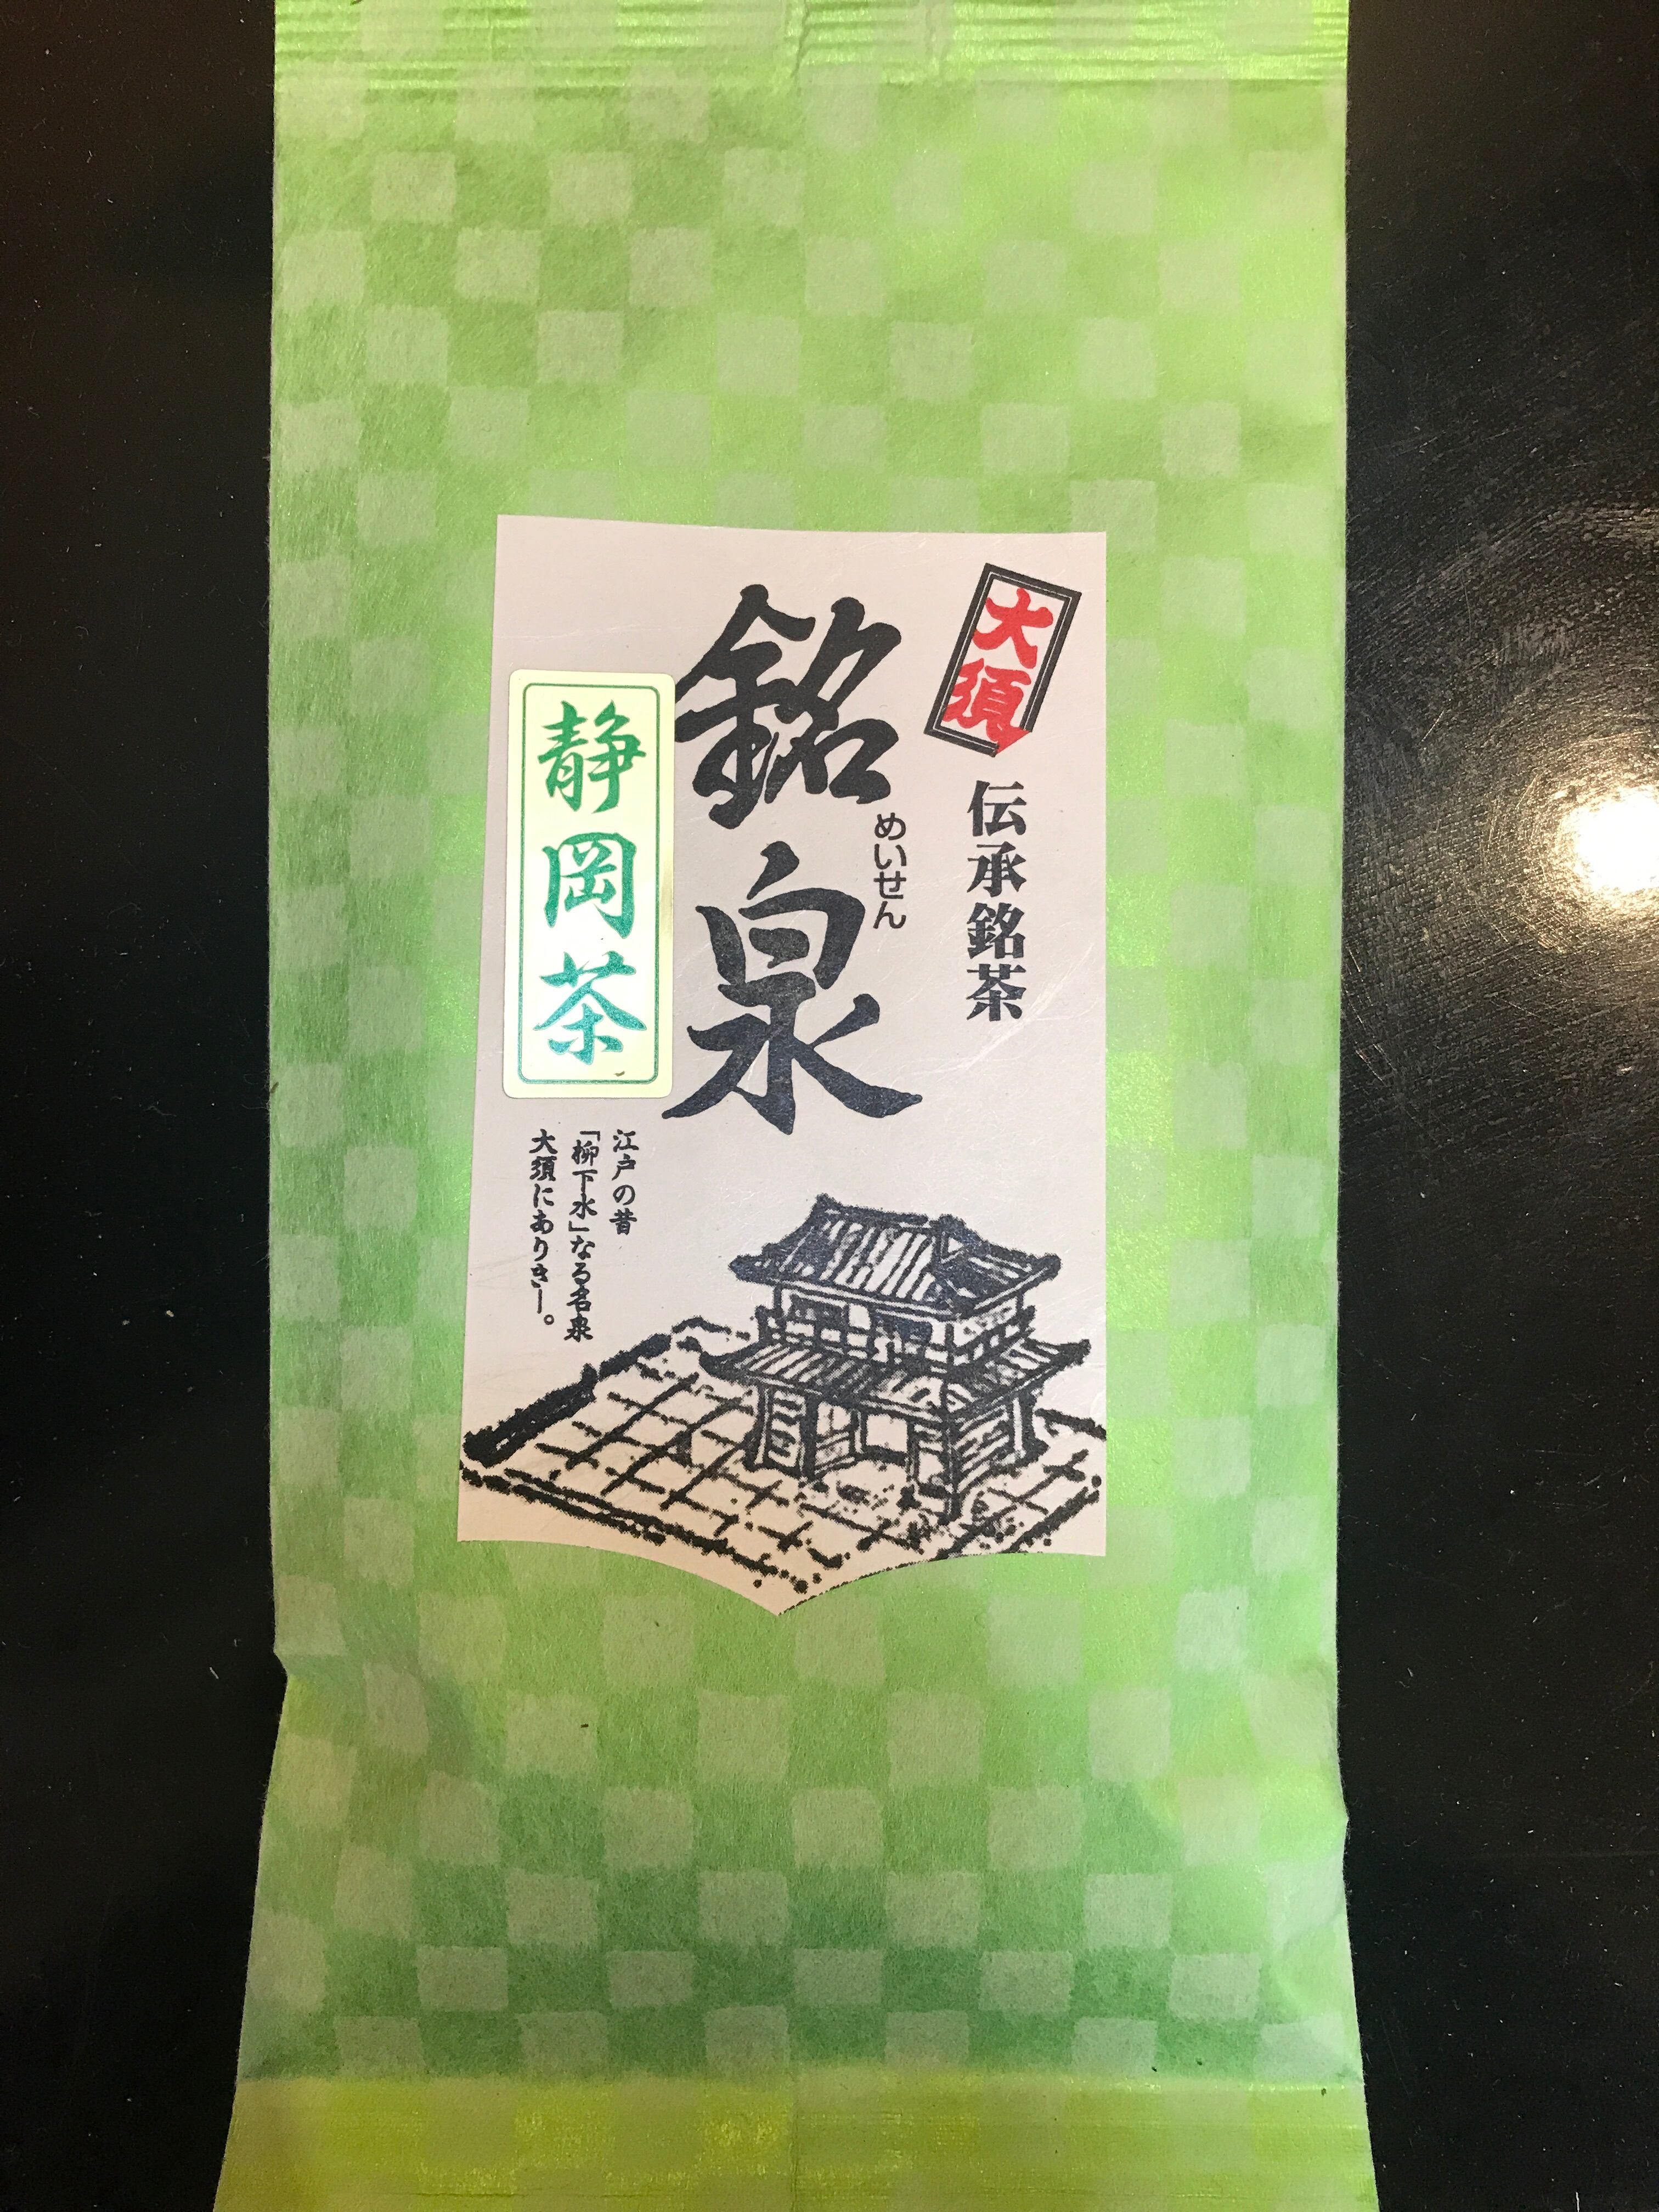 大須
伝承銘茶
銘泉
めいせん
静岡茶
江戸の昔
「柳下水」なる名泉
大須にありき―。